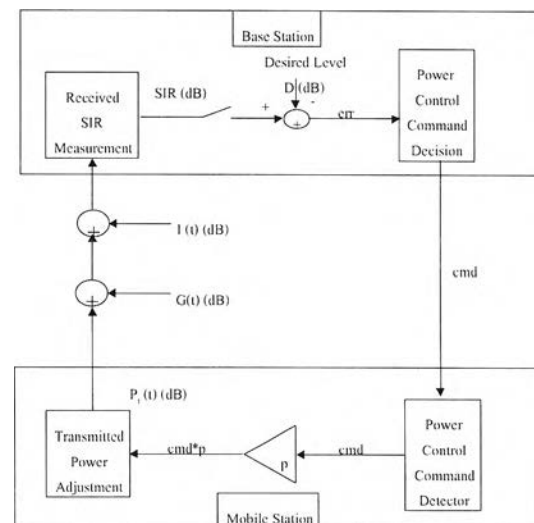 Base Station
Desired Level
D (dB)
Received
SIR
Measurement
SIR (dB)
+
-
+
err
Power
Control
Command
Decision
+
I (t) (dB)
+
G(t) (dB)
cmd
P₁ (t) (dB)
Transmitted
Power
Adjustment
cmd*p
p
cmd
Power
Control
Command
Detector
Mobile Station